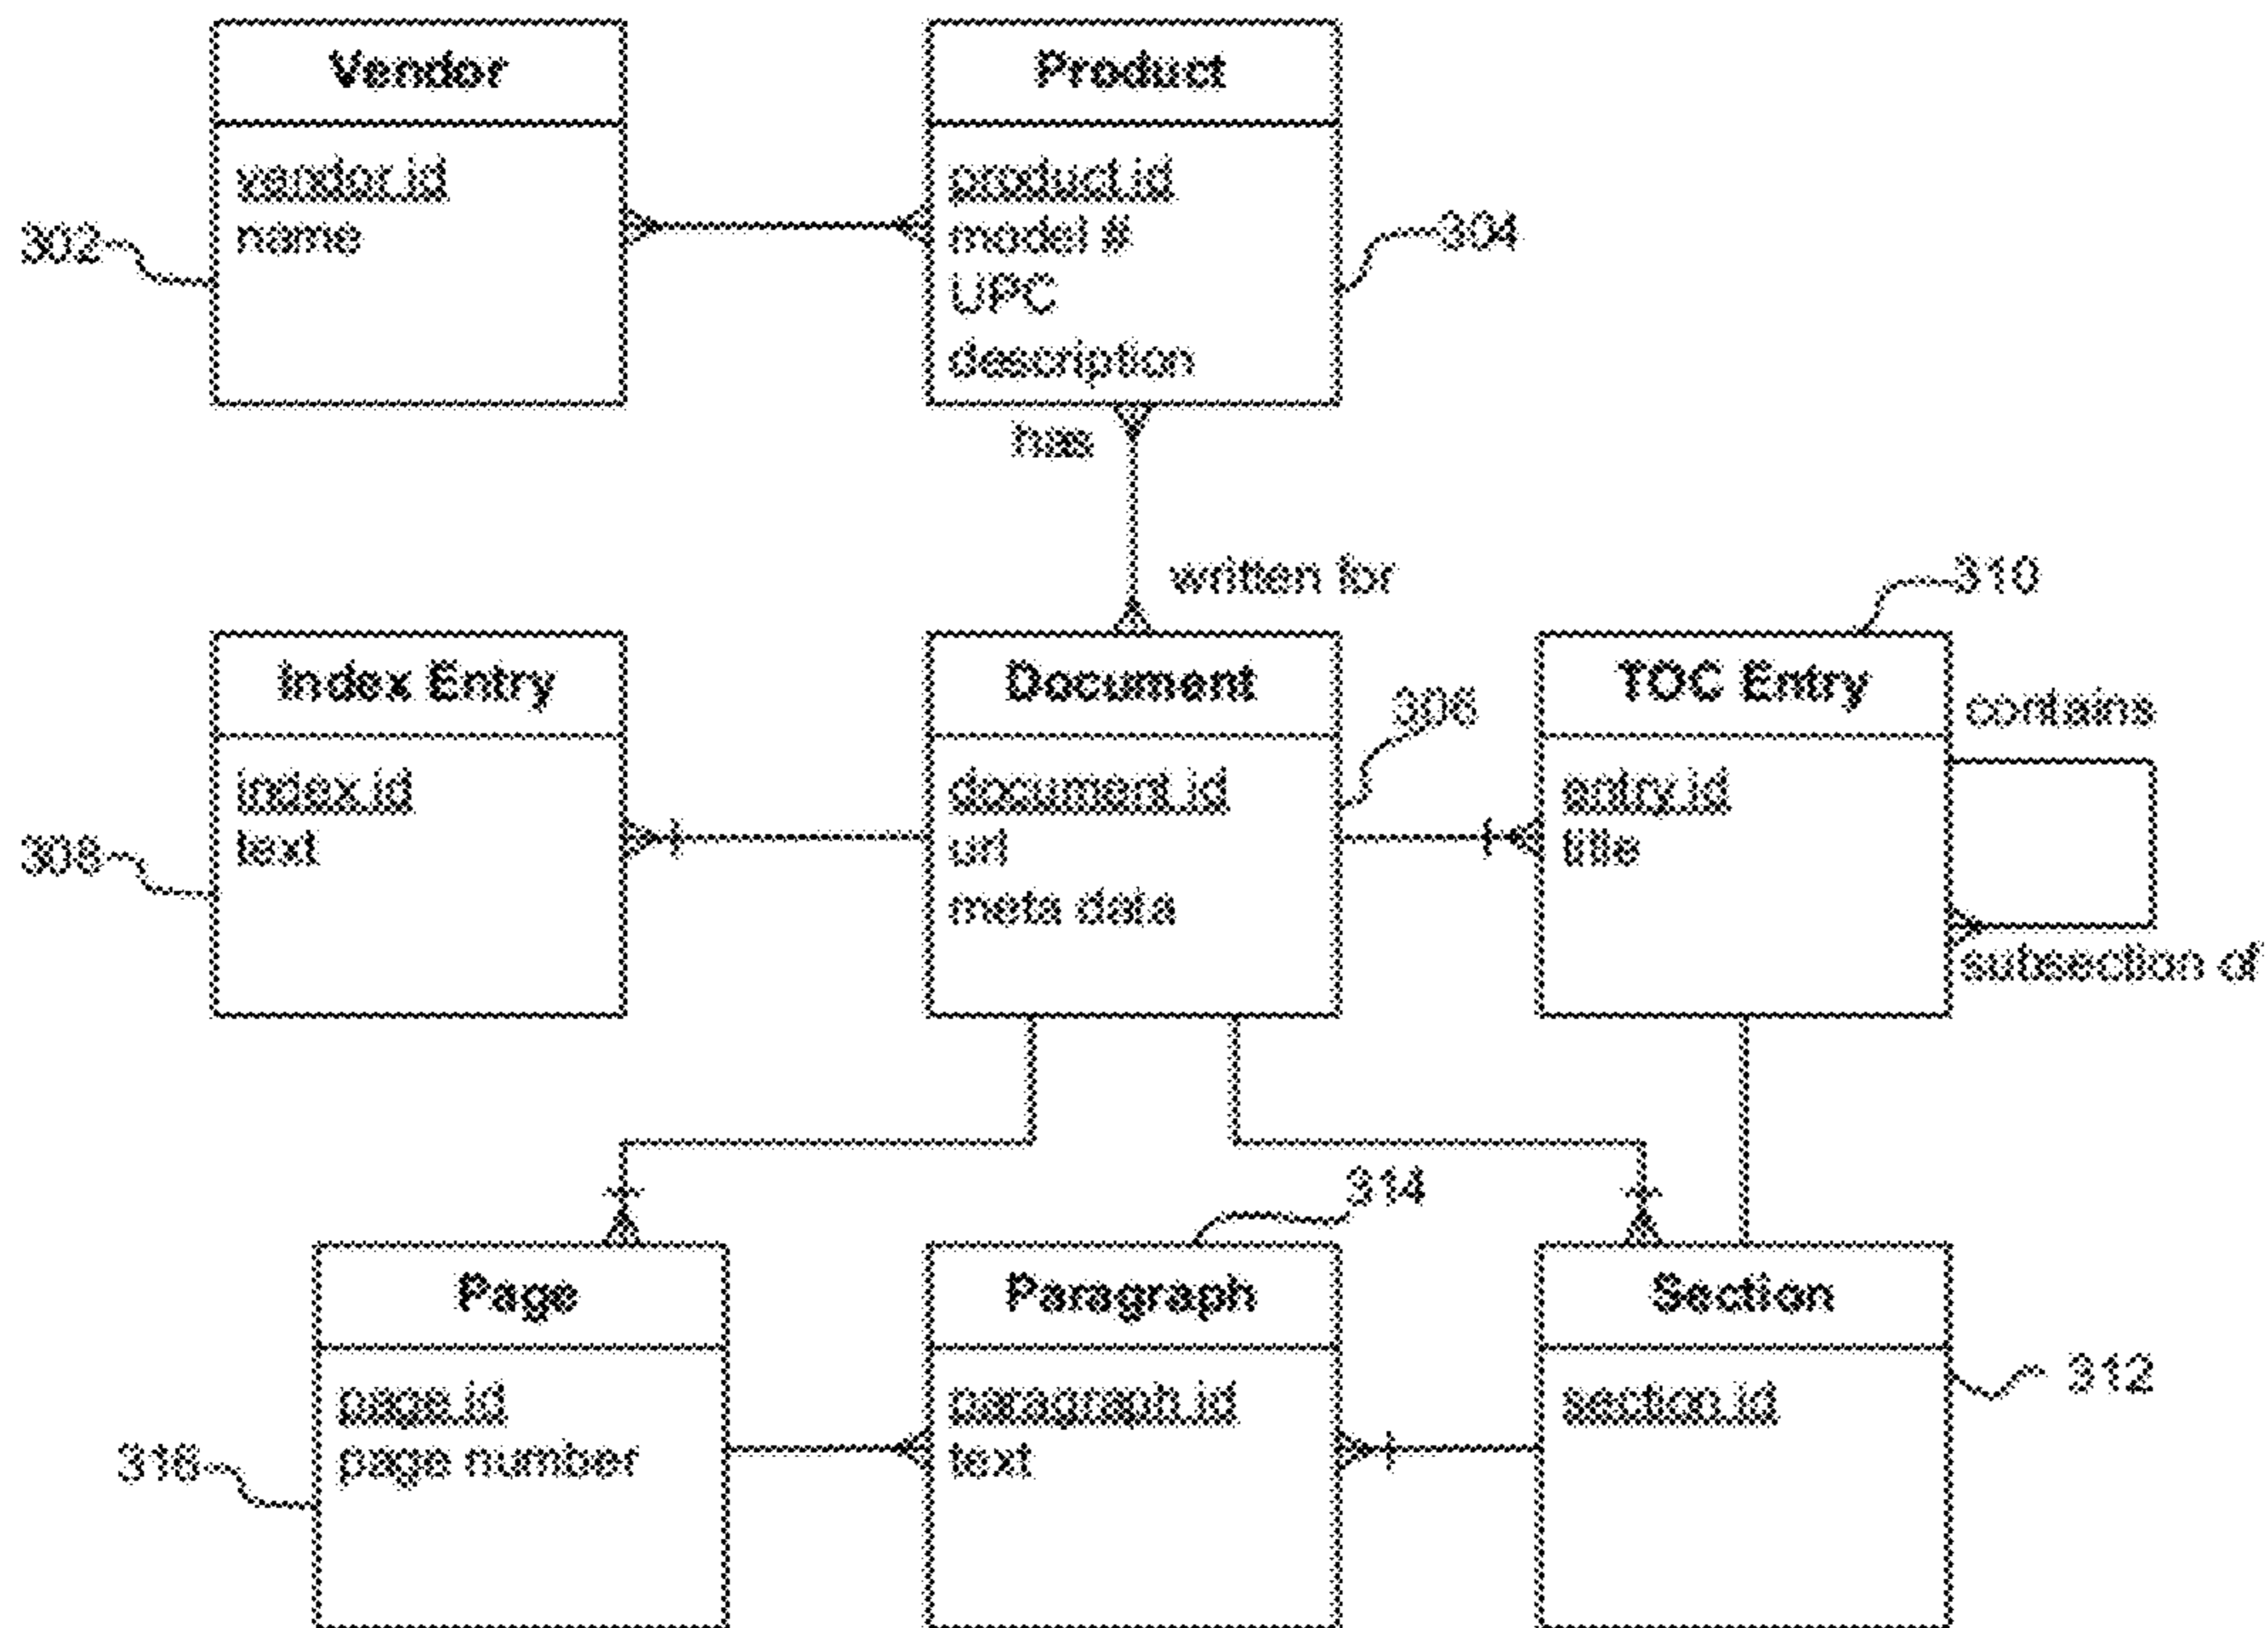 Vendor
vendor.id
name
302
Product
product.id
model #
UPC
description
304
has
written for
Index Entry
index.id
text
308
Document
document.id
url
meta data
306
TOC Entry
entry.id
title
310
contains
subsection of
Page
page.id
page number
316
Paragraph
paragraph.id
text
314
Section
section.id
312